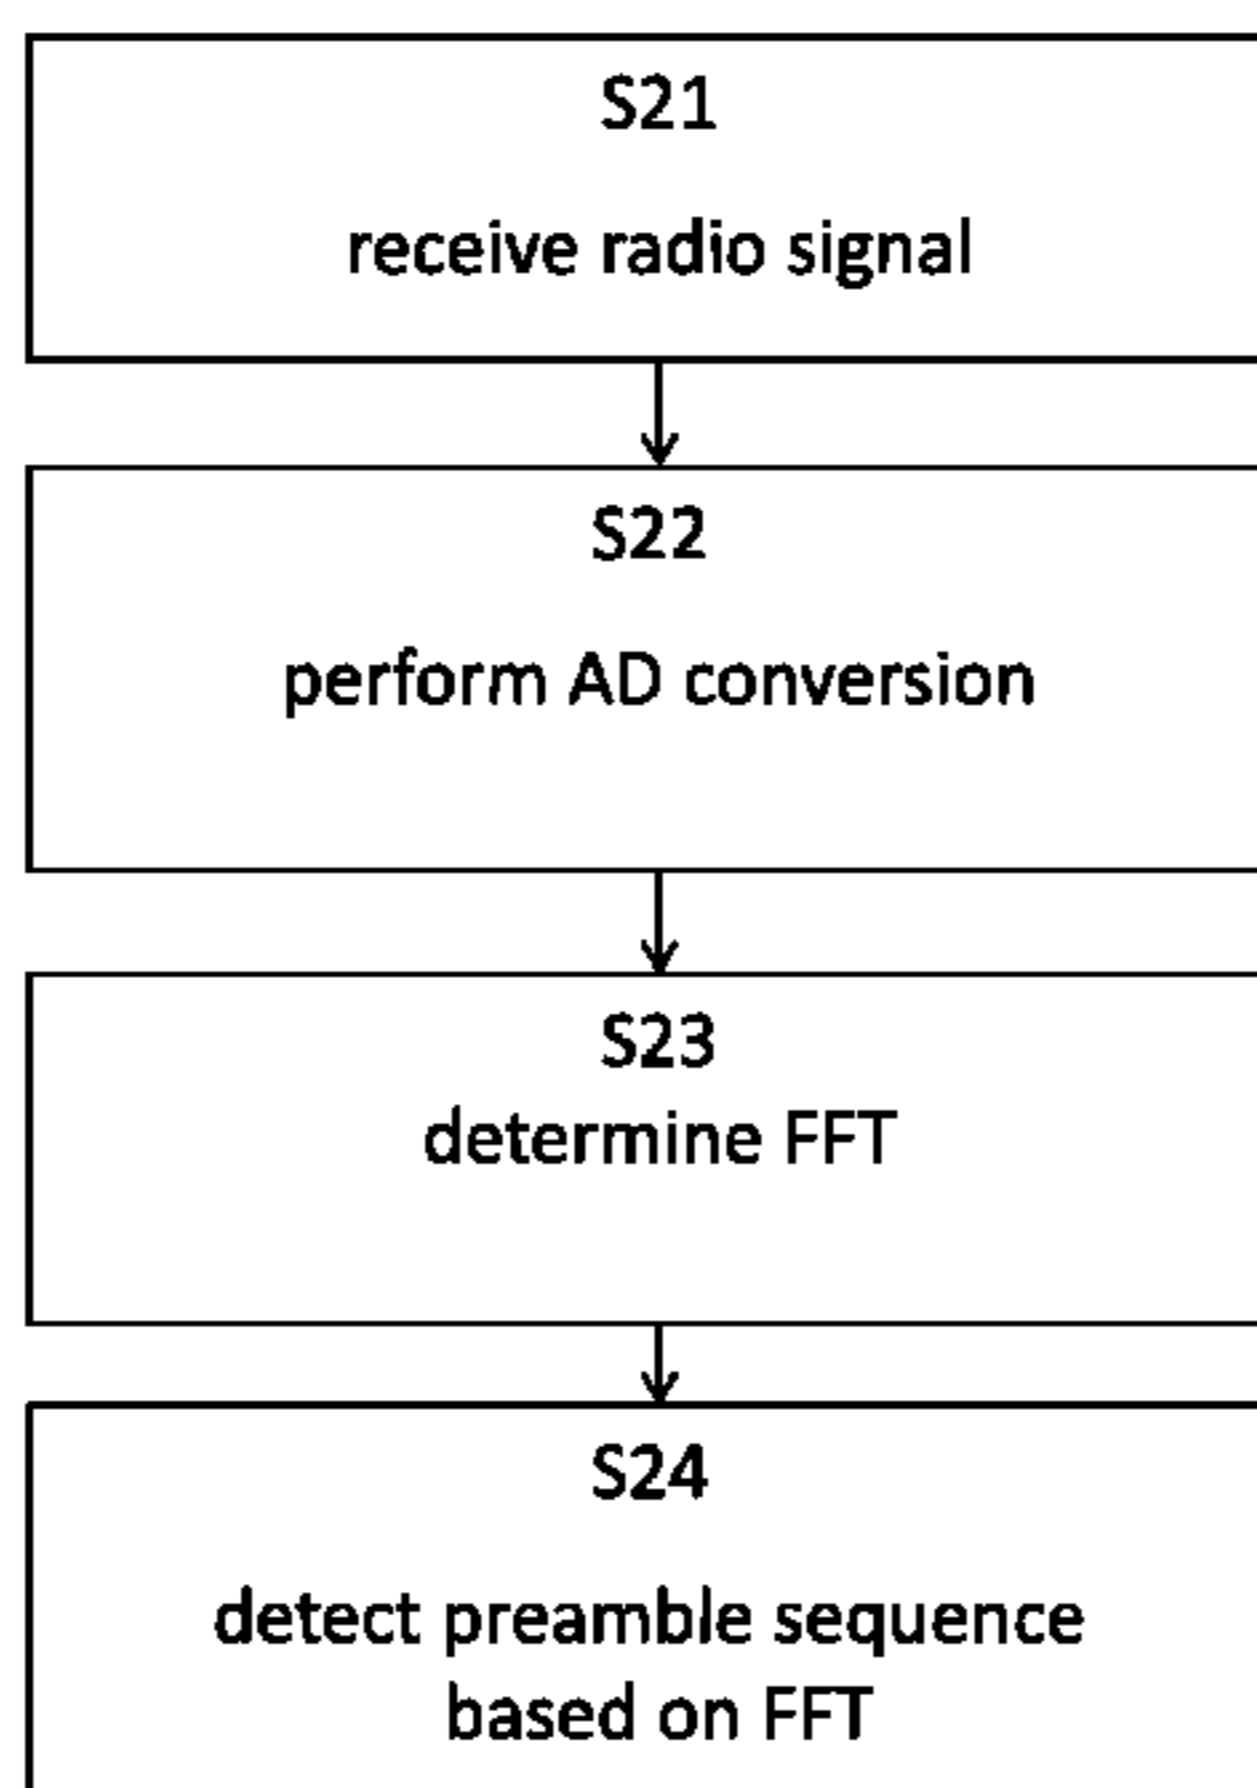 S21
receive radio signal
S22
perform AD conversion
S23
determine FFT
S24
detect preamble sequence
based on FFT